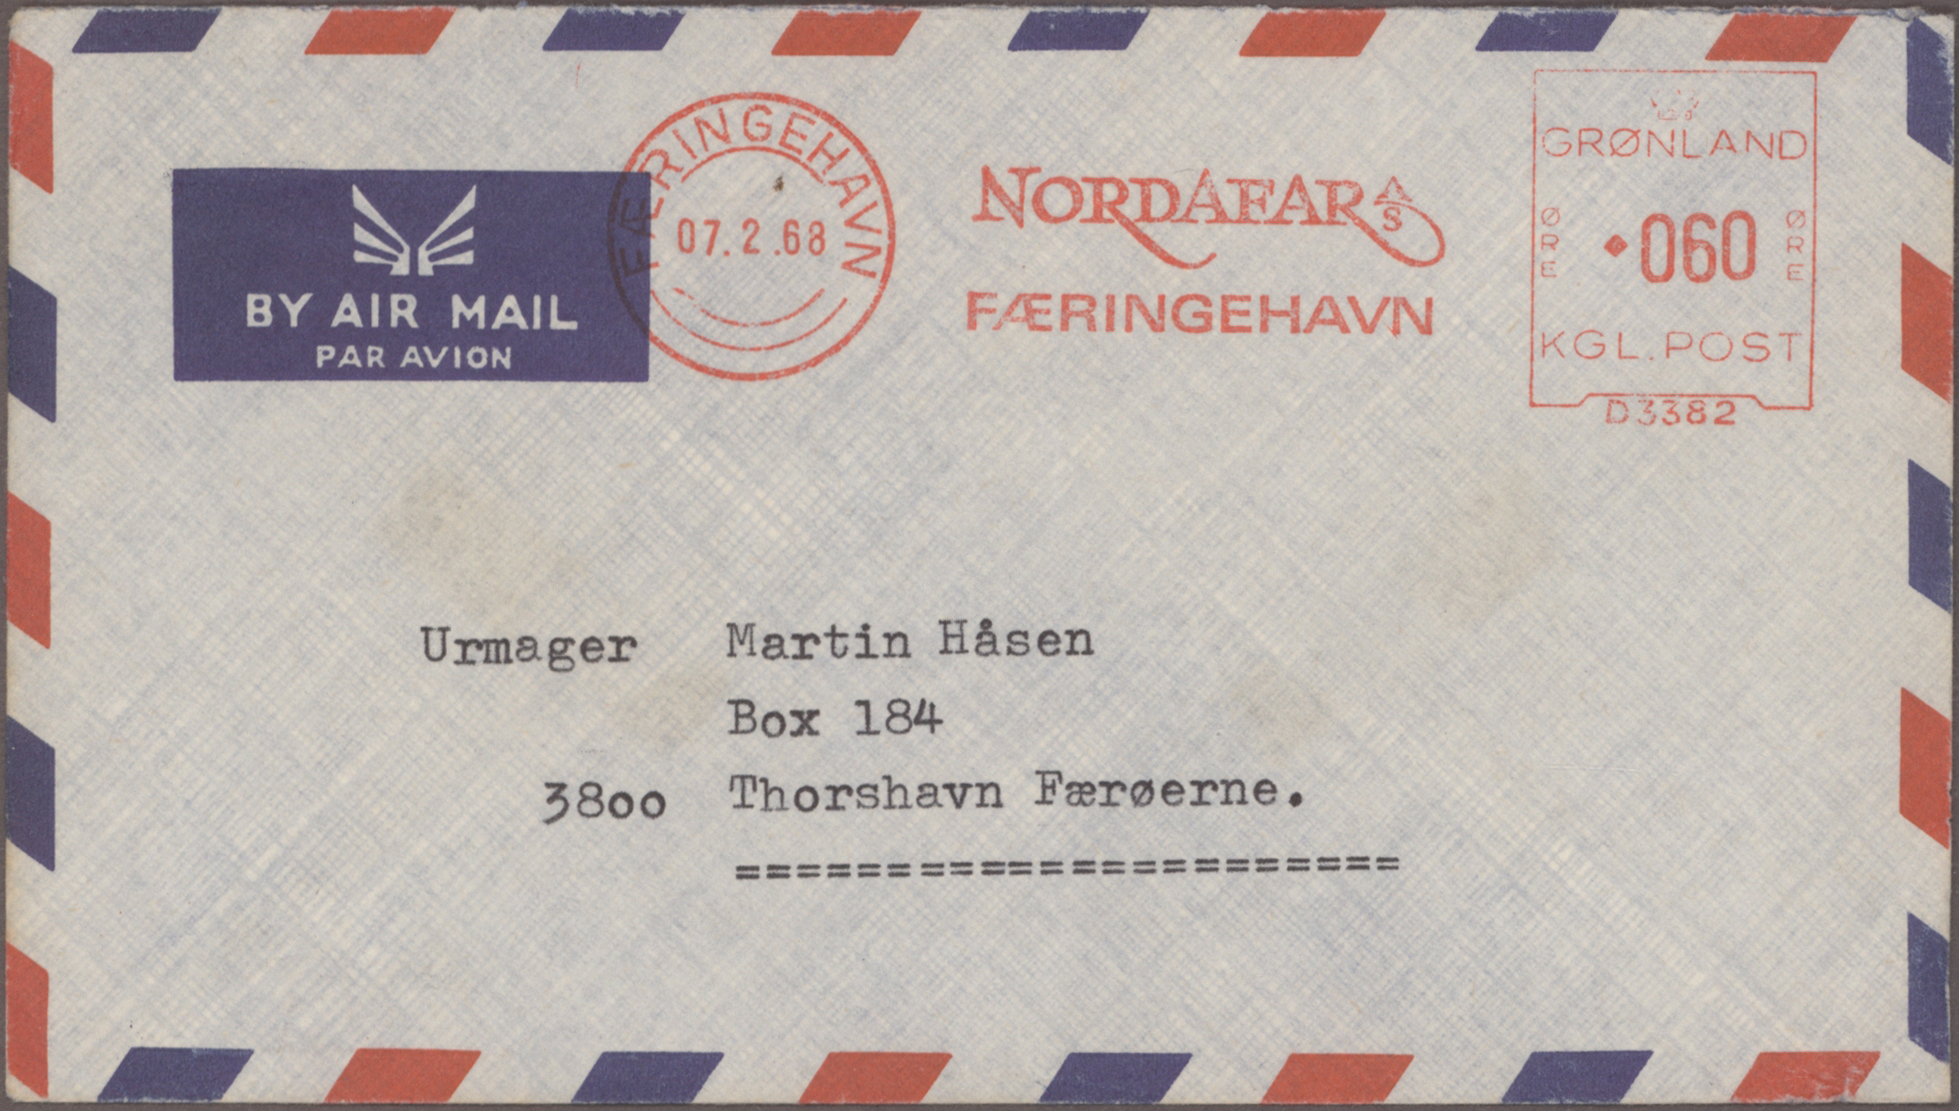 BY AIR MAIL
PAR AVION
FÆRINGEHAVN
07.2.68
NORDAFAR A/S
FÆRINGEHAVN
GRØNLAND
ØRE 060 ØRE
KGL. POST
D3382
Urmager Martin Håsen
Box 184
3800 Thorshavn Færøerne.
======================